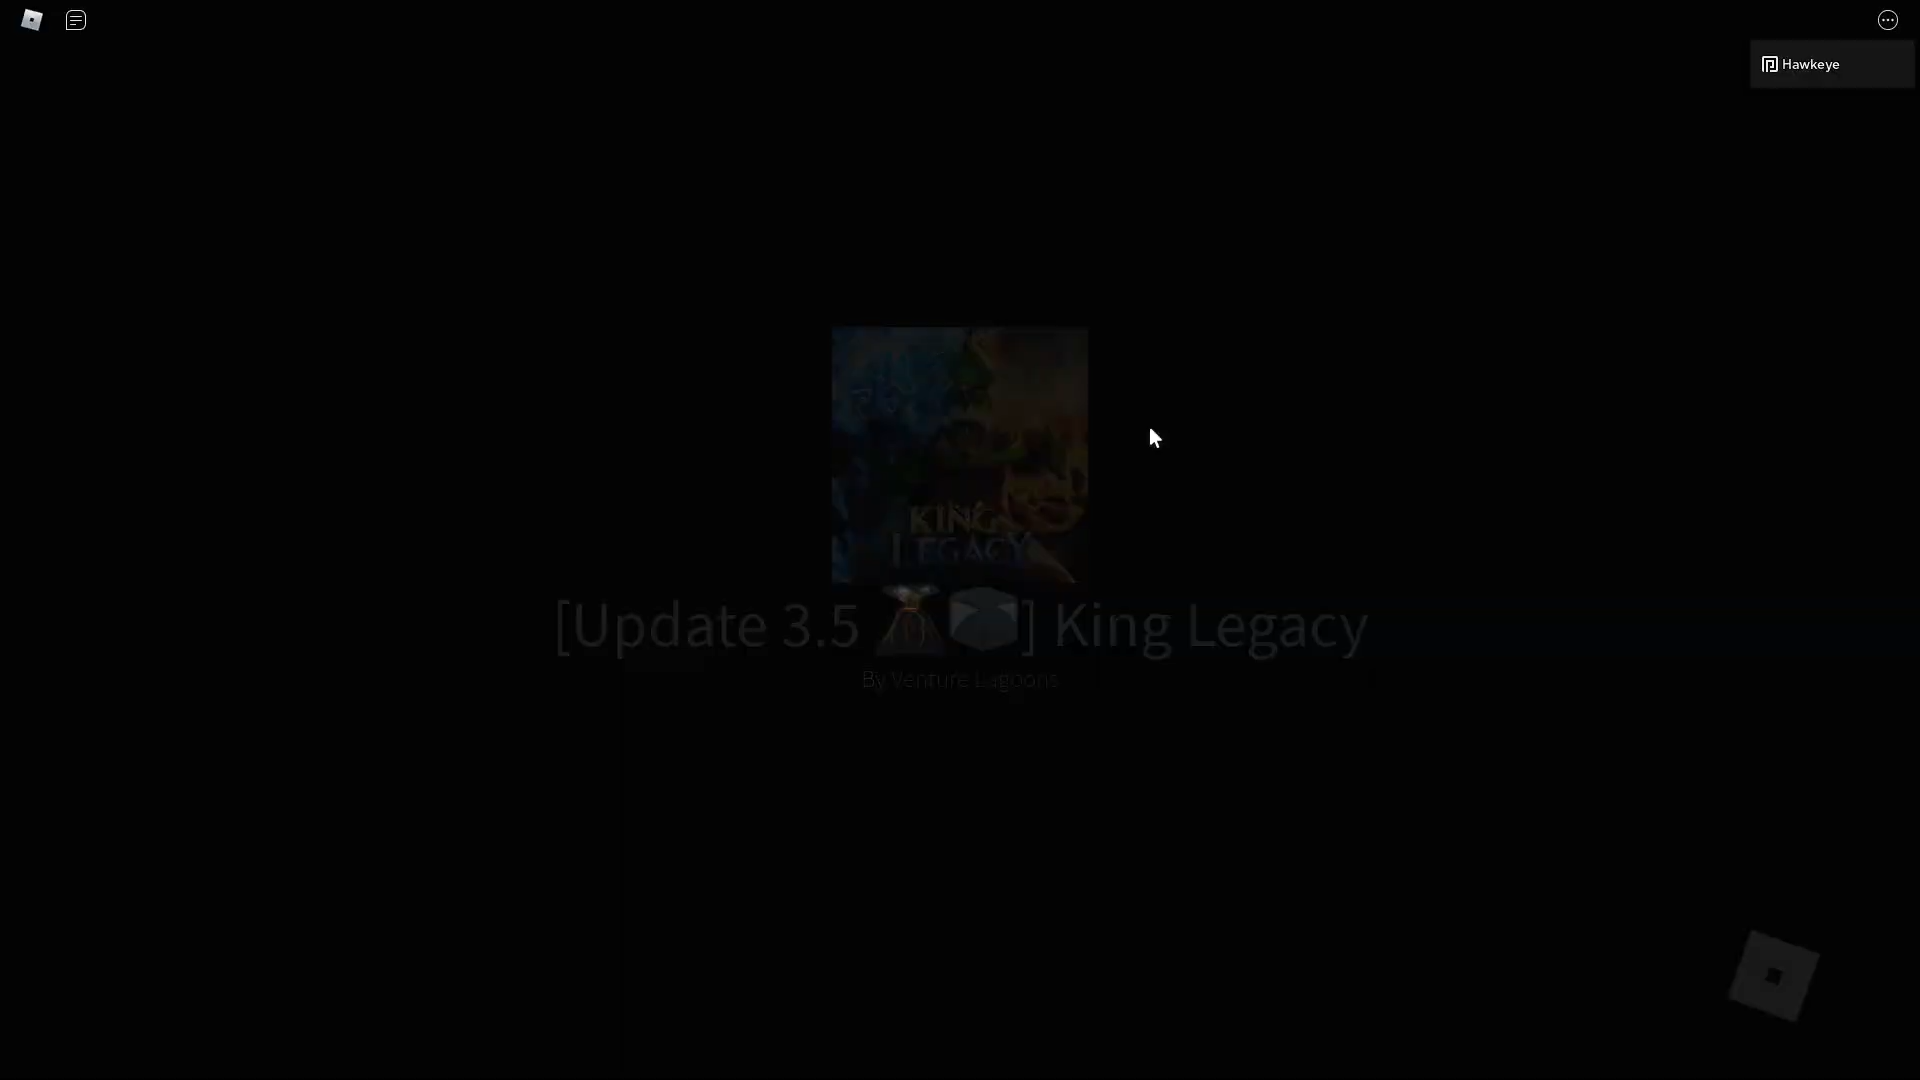 Hawkeye
KING
LEGACY
[Update 3.5 🌋🧊] King Legacy
By Venture Lagoons